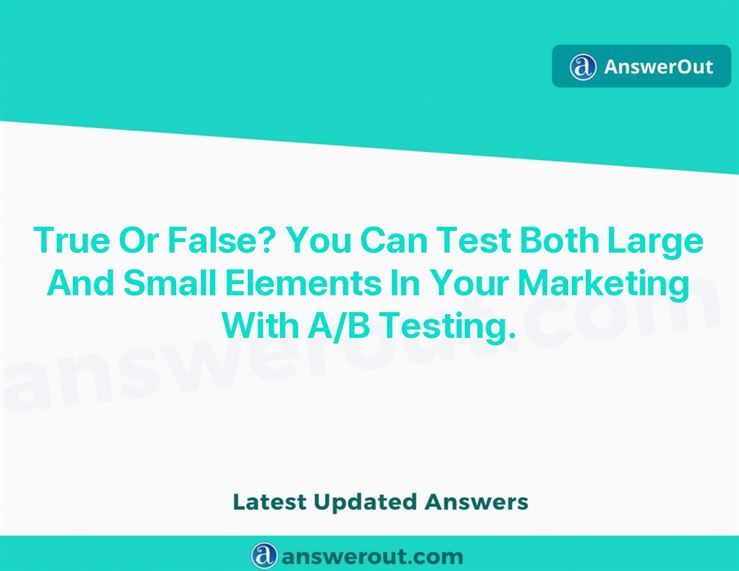 AnswerOut
True Or False? You Can Test Both Large
And Small Elements In Your Marketing
With A/B Testing.
answerout.com
Latest Updated Answers
answerout.com